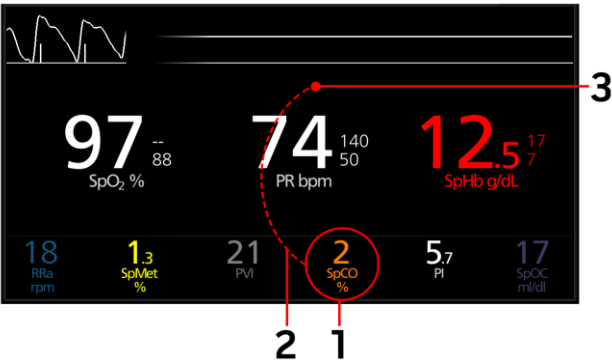 3
97 -- 88
SpO₂ %
74 140 50
PR bpm
12.5 17 7
SpHb g/dL
18
RRa
rpm
1.3
SpMet
%
21
PVI
2
SpCO
%
5.7
PI
17
SpOC
ml/dl
2
1